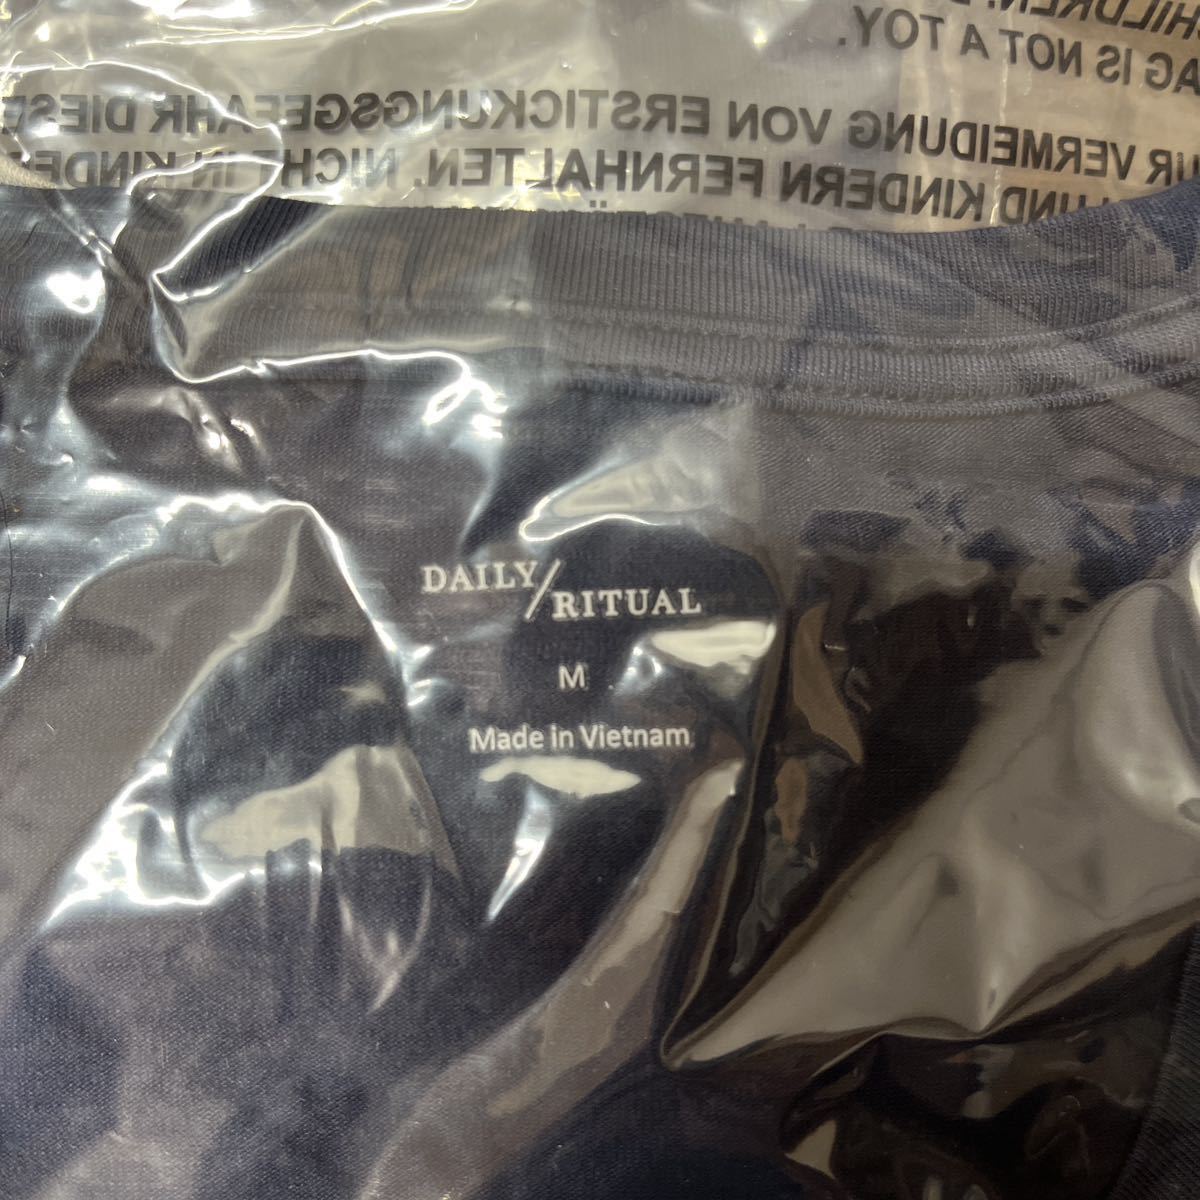 CHILDREN.
AG IS NOT A TOY.
UR VERMEIDUNG VON ERSTICKUNGSGEFAHR DIESE
UND KINDERN FERNHALTEN. NICHT IN KINDE
DAILY/RITUAL
M
Made in Vietnam